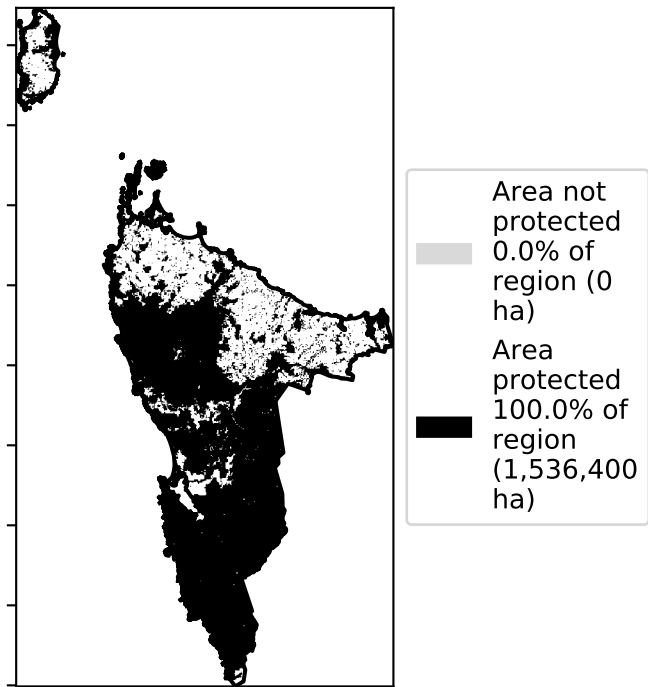 Area not
protected
0.0% of
region (0
ha)
Area
protected
100.0% of
region
(1,536,400
ha)